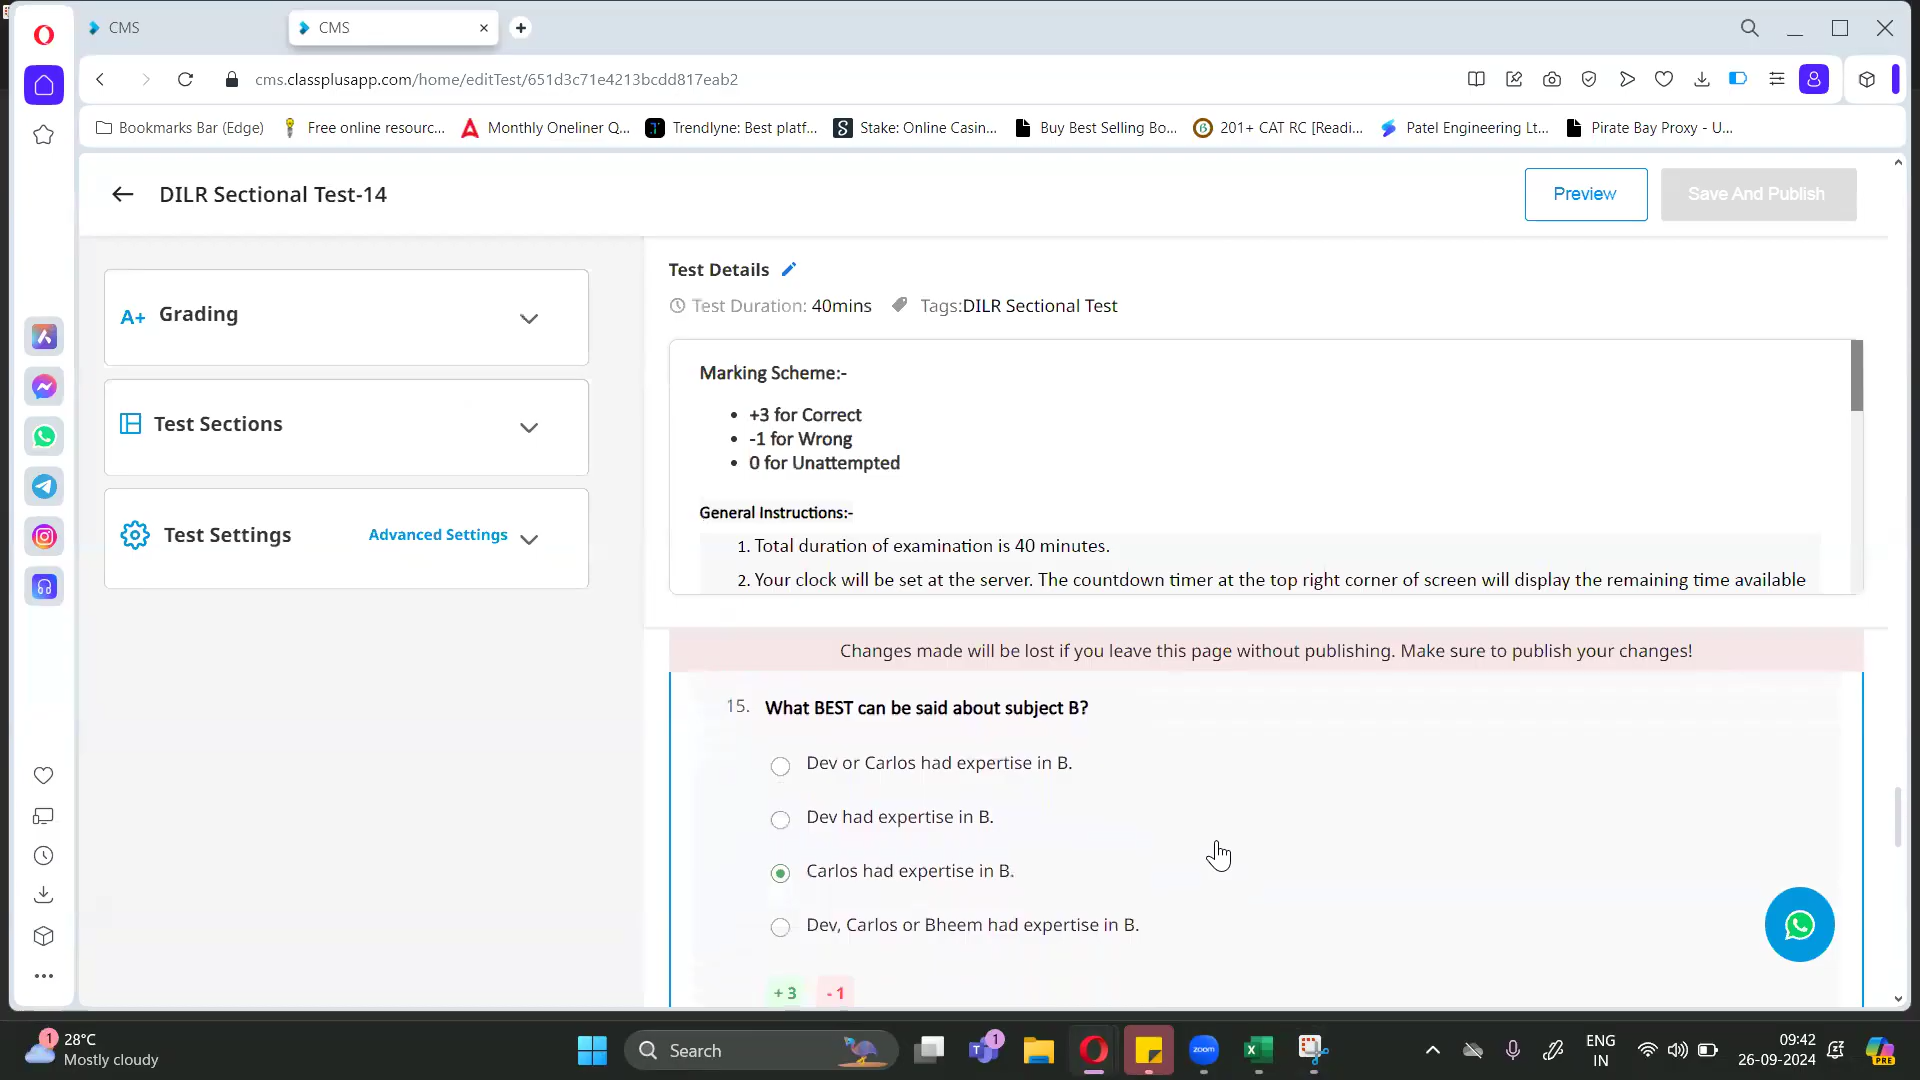 CMS
CMS
cms.classplusapp.com/home/editTest/651d3c71e4213bcdd817eab2
Bookmarks Bar (Edge)
Free online resourc...
Monthly Oneliner Q...
Trendlyne: Best platf...
Stake: Online Casin...
Buy Best Selling Bo...
201+ CAT RC [Readi...
Patel Engineering Lt...
Pirate Bay Proxy - U...
DILR Sectional Test-14
Preview
Save And Publish
A+ Grading
Test Sections
Test Settings
Advanced Settings
Test Details
Test Duration: 40mins
Tags:DILR Sectional Test
Marking Scheme:-
• +3 for Correct
• -1 for Wrong
• 0 for Unattempted
General Instructions:-
1. Total duration of examination is 40 minutes.
2. Your clock will be set at the server. The countdown timer at the top right corner of screen will display the remaining time available
Changes made will be lost if you leave this page without publishing. Make sure to publish your changes!
15. What BEST can be said about subject B?
Dev or Carlos had expertise in B.
Dev had expertise in B.
Carlos had expertise in B.
Dev, Carlos or Bheem had expertise in B.
+ 3
- 1
1
28°C
Mostly cloudy
Search
1
zoom
ENG
IN
09:42
26-09-2024
PRE